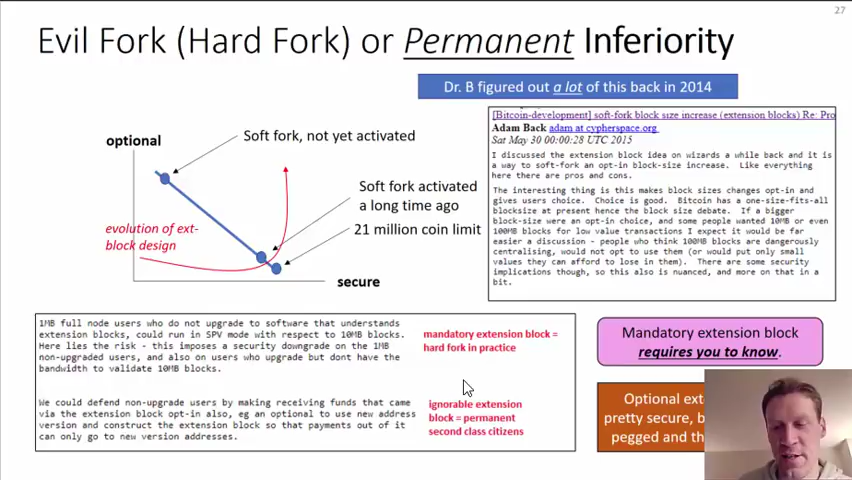 27
Evil Fork (Hard Fork) or Permanent Inferiority
Dr. B figured out a lot of this back in 2014
optional
Soft fork, not yet activated
Soft fork activated
a long time ago
21 million coin limit
evolution of ext-
block design
secure
[Bitcoin-development] soft-fork block size increase (extension blocks) Re: Pro
Adam Back adam at cypherspace.org
Sat May 30 00:00:28 UTC 2015
I discussed the extension block idea on wizards a while back and it is
a way to soft-fork an opt-in block-size increase. Like everything
here there are pros and cons.
The interesting thing is this makes block sizes changes opt-in and
gives users choice. Choice is good. Bitcoin has a one-size-fits-all
blocksize at present hence the block size debate. If a bigger
block-size were an opt-in choice, and some people wanted 10MB or even
100MB blocks for low value transactions I expect it would be far
easier a discussion - people who think 100MB blocks are dangerously
centralising, would not opt to use them (or would put only small
values they can afford to lose in them). There are some security
implications though, so this also is nuanced, and more on that in a
bit.
1MB full node users who do not upgrade to software that understands
extension blocks, could run in SPV mode with respect to 10MB blocks.
Here lies the risk - this imposes a security downgrade on the 1MB
non-upgraded users, and also on users who upgrade but dont have the
bandwidth to validate 10MB blocks.
mandatory extension block =
hard fork in practice
We could defend non-upgrade users by making receiving funds that came
via the extension block opt-in also, eg an optional to use new address
version and construct the extension block so that payments out of it
can only go to new version addresses.
ignorable extension
block = permanent
second class citizens
Mandatory extension block
requires you to know.
Optional ext
pretty secure, b
pegged and th